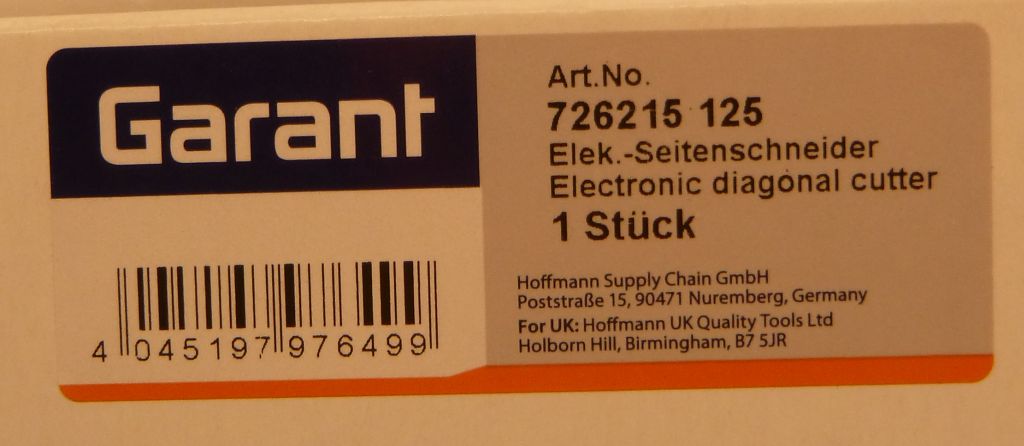 Garant
Art.No.
726215 125
Elek.-Seitenschneider
Electronic diagonal cutter
1 Stück
Hoffmann Supply Chain GmbH
Poststraße 15, 90471 Nuremberg, Germany
For UK: Hoffmann UK Quality Tools Ltd
Holborn Hill, Birmingham, B7 5JR
4 045197 976499